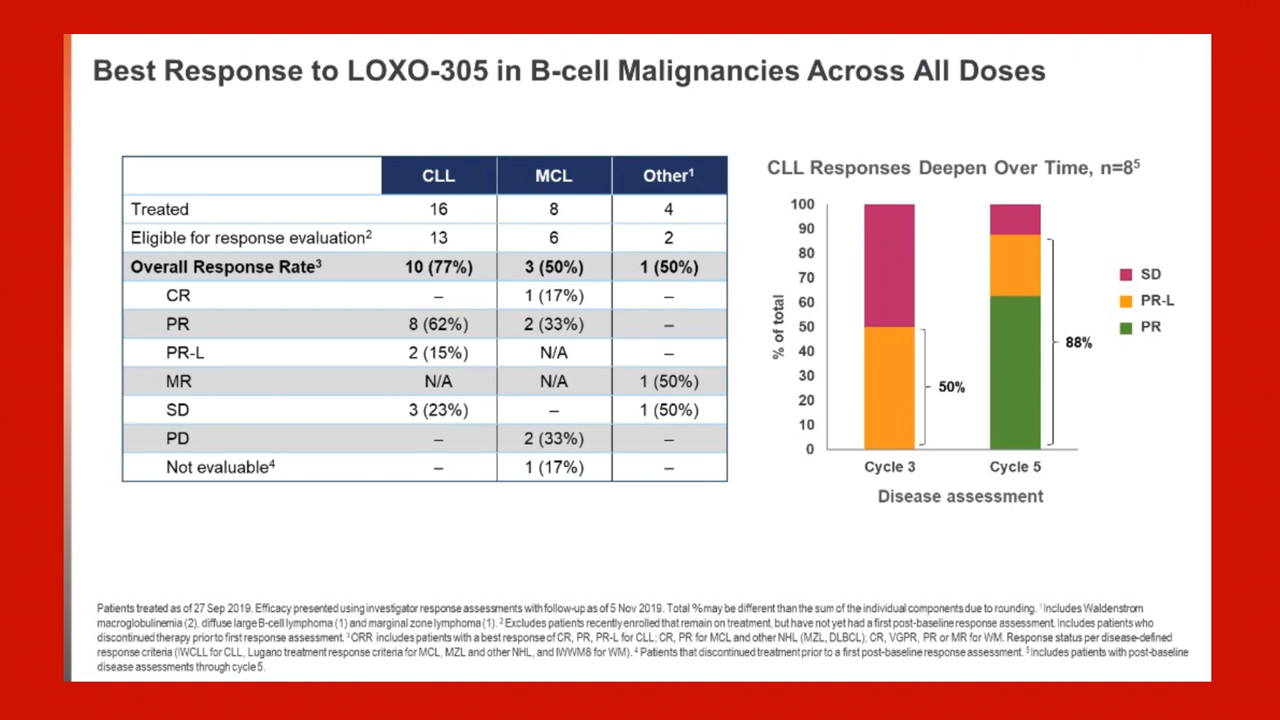 Best Response to LOXO-305 in B-cell Malignancies Across All Doses
CLL MCL Other¹
Treated 16 8 4
Eligible for response evaluation² 13 6 2
Overall Response Rate³ 10 (77%) 3 (50%) 1 (50%)
CR – 1 (17%) –
PR 8 (62%) 2 (33%) –
PR-L 2 (15%) N/A –
MR N/A N/A 1 (50%)
SD 3 (23%) – 1 (50%)
PD – 2 (33%) –
Not evaluable⁴ – 1 (17%) –
CLL Responses Deepen Over Time, n=8⁵
% of total
100
90
80
70
60
50
40
30
20
10
0
50%
88%
Cycle 3 Cycle 5
Disease assessment
SD
PR-L
PR
Patients treated as of 27 Sep 2019. Efficacy presented using investigator response assessments with follow-up as of 5 Nov 2019. Total % may be different than the sum of the individual components due to rounding. ¹Includes Waldenstrom
macroglobulinemia (2), diffuse large B-cell lymphoma (1) and marginal zone lymphoma (1). ² Excludes patients recently enrolled that remain on treatment, but have not yet had a first post-baseline response assessment. Includes patients who
discontinued therapy prior to first response assessment. ³ORR includes patients with a best response of CR, PR, PR-L for CLL; CR, PR for MCL and other NHL (MZL, DLBCL); CR, VGPR, PR or MR for WM. Response status per disease-defined
response criteria (IWCLL for CLL, Lugano treatment response criteria for MCL, MZL and other NHL, and IWWM8 for WM). ⁴ Patients that discontinued treatment prior to a first post-baseline response assessment. ⁵Includes patients with post-baseline
disease assessments through cycle 5.